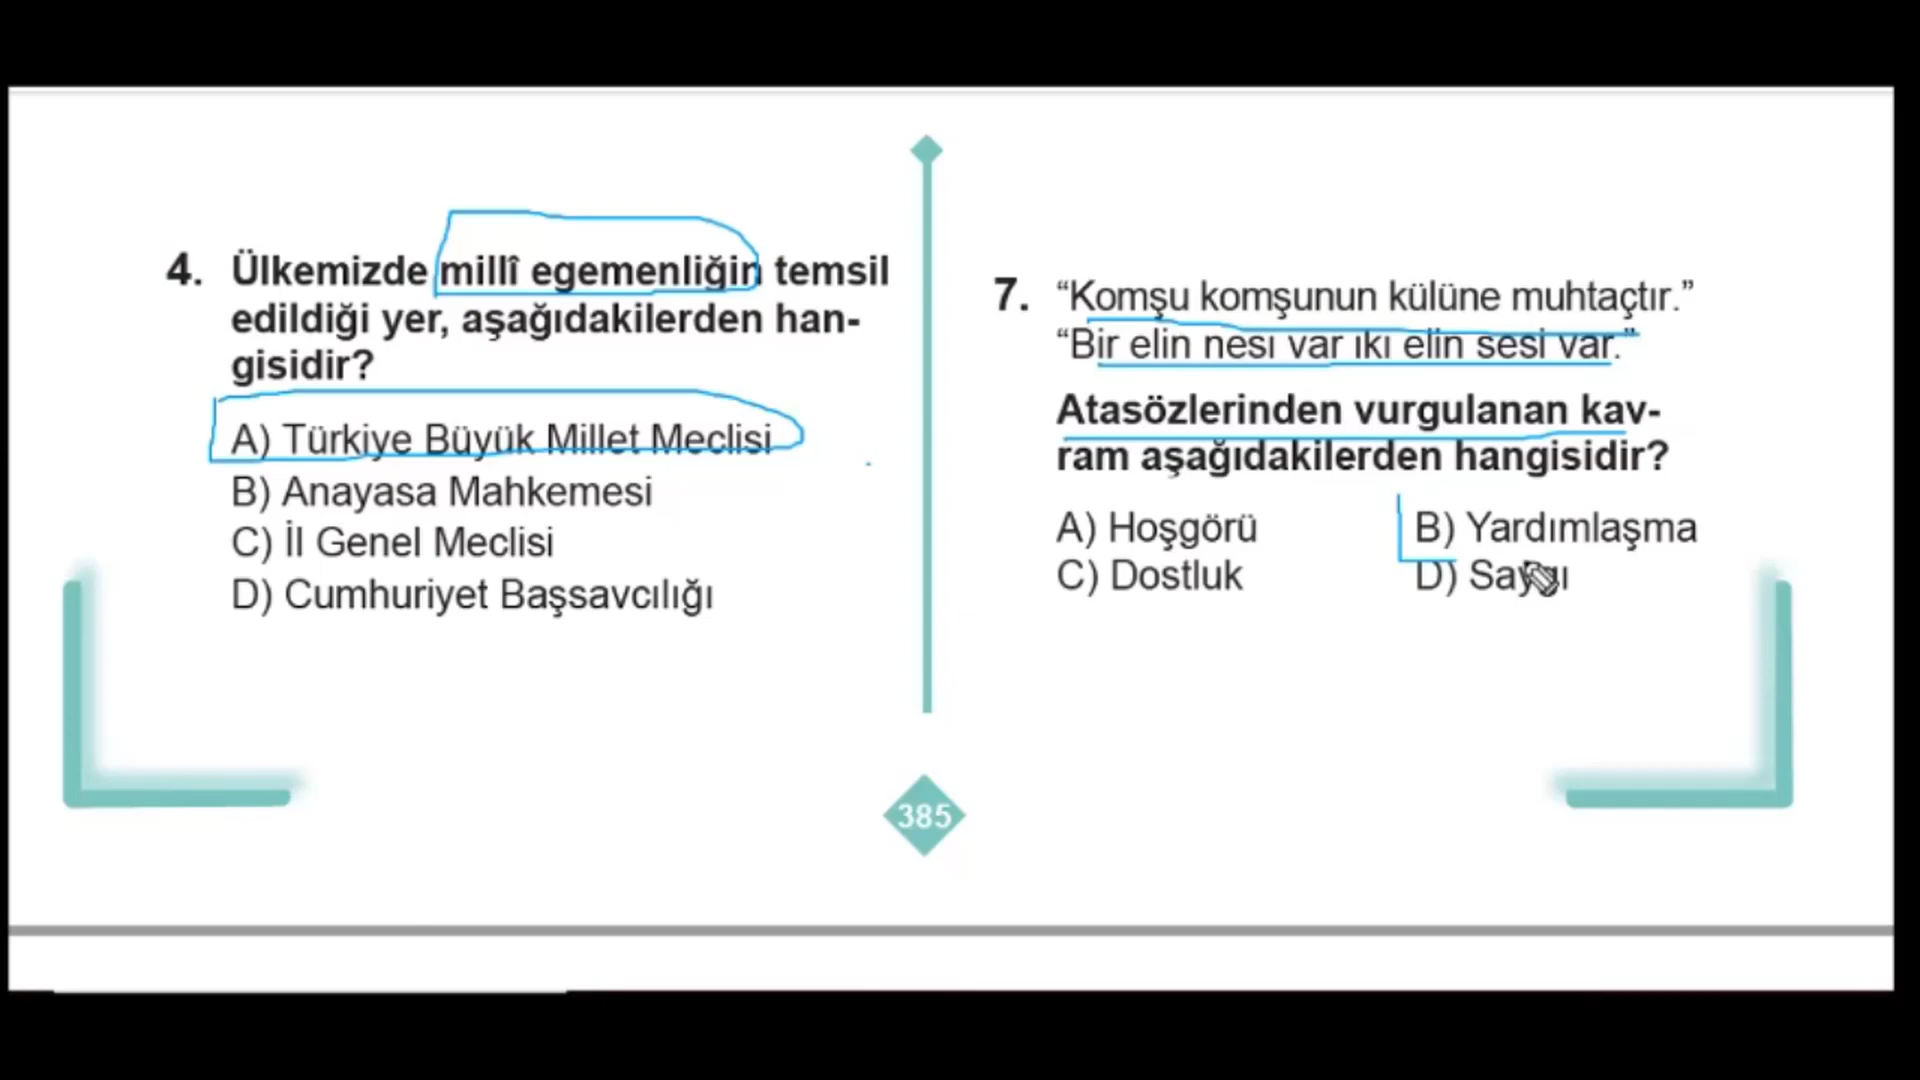 4. Ülkemizde millî egemenliğin temsil
edildiği yer, aşağıdakilerden han-
gisidir?
A) Türkiye Büyük Millet Meclisi
B) Anayasa Mahkemesi
C) İl Genel Meclisi
D) Cumhuriyet Başsavcılığı
7. “Komşu komşunun külüne muhtaçtır.”
“Bir elin nesi var iki elin sesi var.”
Atasözlerinden vurgulanan kav-
ram aşağıdakilerden hangisidir?
A) Hoşgörü B) Yardımlaşma
C) Dostluk D) Saygı
385